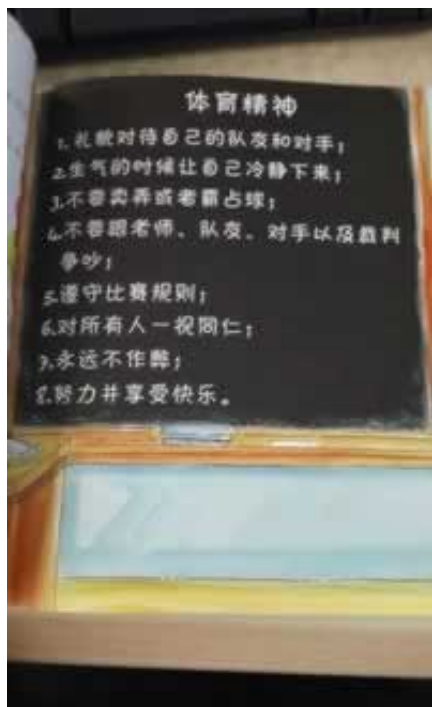 体育精神
1.礼貌对待自己的队友和对手；
2.生气的时候让自己冷静下来；
3.不要卖弄或者霸占球；
4.不要跟老师、队友、对手以及裁判
争吵；
5.遵守比赛规则；
6.对所有人一视同仁；
7.永远不作弊；
8.努力并享受快乐。